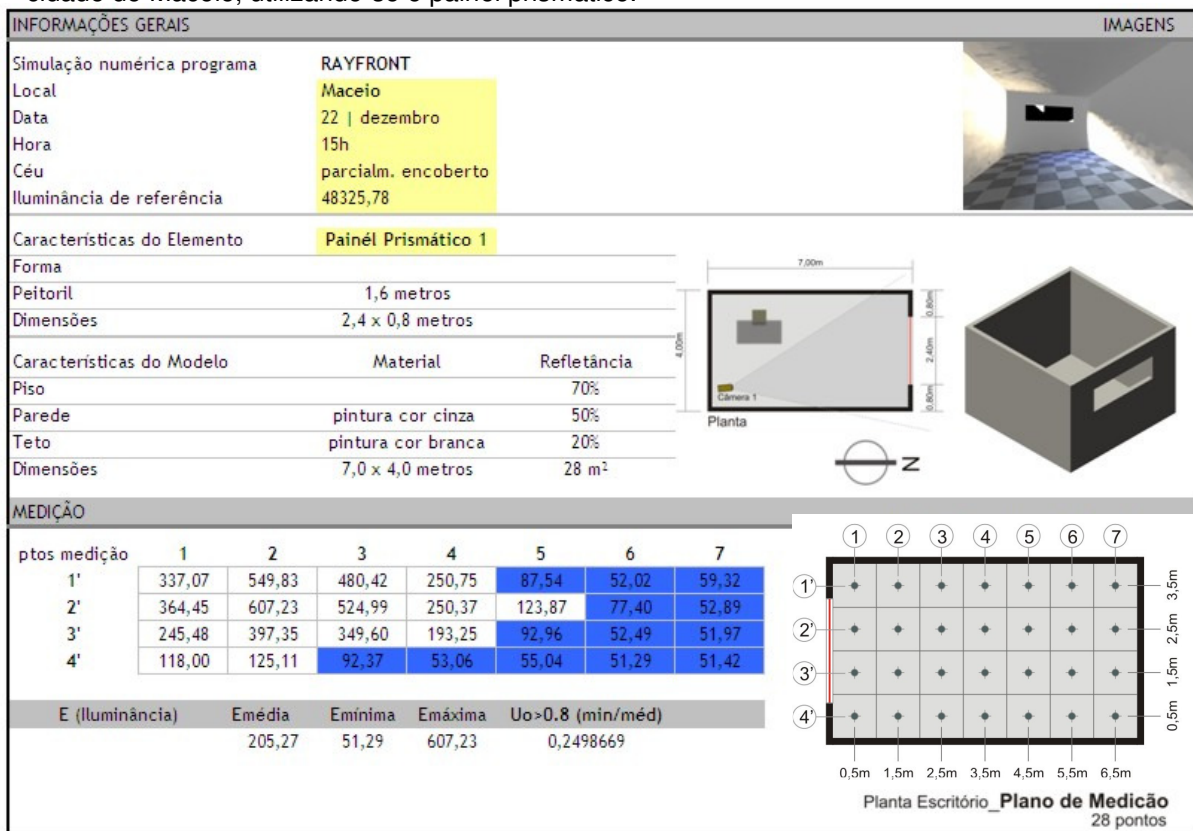 cidade de Maceió, utilizando-se o painel prismático.
INFORMAÇÕES GERAIS IMAGENS
Simulação numérica programa RAYFRONT
Local Maceio
Data 22 | dezembro
Hora 15h
Céu parcialm. encoberto
Iluminância de referência 48325,78
Características do Elemento Painél Prismático 1
Forma
Peitoril 1,6 metros
Dimensões 2,4 x 0,8 metros
Características do Modelo Material Refletância
Piso 70%
Parede pintura cor cinza 50%
Teto pintura cor branca 20%
Dimensões 7,0 x 4,0 metros 28 m²
7,00m
4,00m
0,80m
2,40m
0,80m
Câmera 1
Planta
N
MEDIÇÃO
ptos medição 1 2 3 4 5 6 7
1' 337,07 549,83 480,42 250,75 87,54 52,02 59,32
2' 364,45 607,23 524,99 250,37 123,87 77,40 52,89
3' 245,48 397,35 349,60 193,25 92,96 52,49 51,97
4' 118,00 125,11 92,37 53,06 55,04 51,29 51,42
E (Iluminância) Emédia Emínima Emáxima Uo>0.8 (min/méd)
205,27 51,29 607,23 0,2498669
1 2 3 4 5 6 7
1' 3,5m
2' 2,5m
3' 1,5m
4' 0,5m
0,5m 1,5m 2,5m 3,5m 4,5m 5,5m 6,5m
Planta Escritório_Plano de Medicão
28 pontos